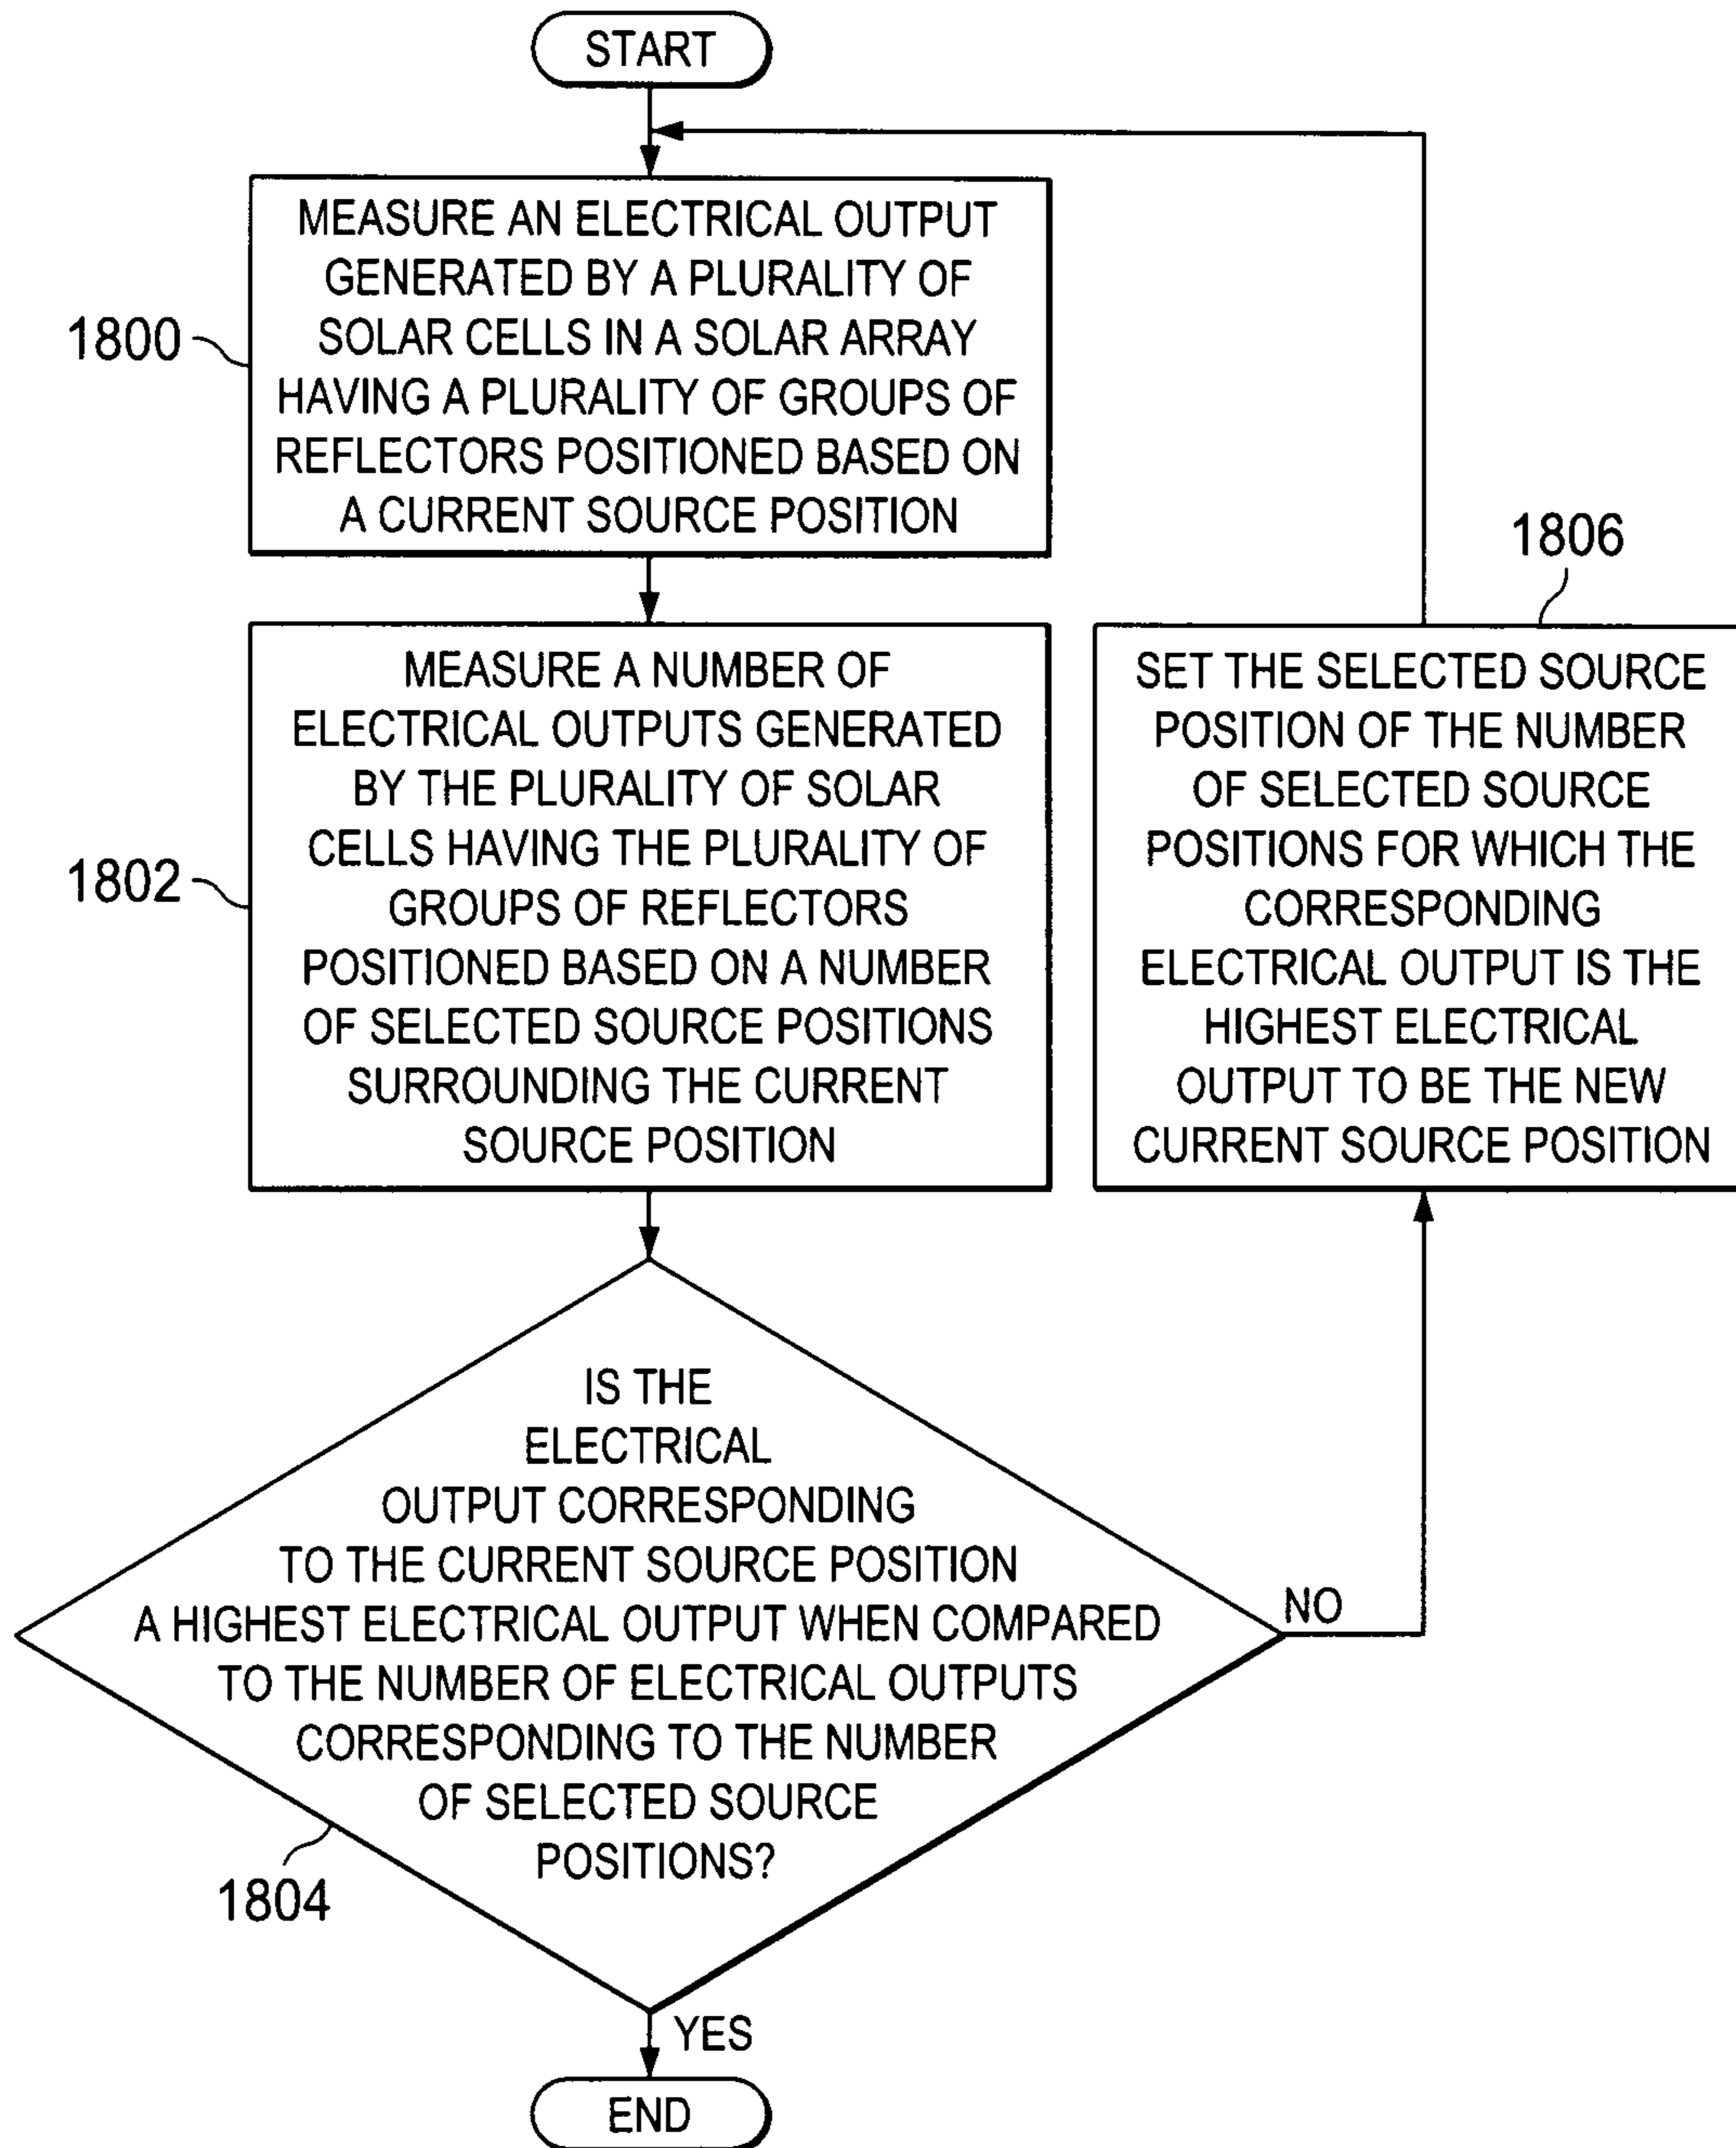 START
MEASURE AN ELECTRICAL OUTPUT
GENERATED BY A PLURALITY OF
SOLAR CELLS IN A SOLAR ARRAY
HAVING A PLURALITY OF GROUPS OF
REFLECTORS POSITIONED BASED ON
A CURRENT SOURCE POSITION
1800
MEASURE A NUMBER OF
ELECTRICAL OUTPUTS GENERATED
BY THE PLURALITY OF SOLAR
CELLS HAVING THE PLURALITY OF
GROUPS OF REFLECTORS
POSITIONED BASED ON A NUMBER
OF SELECTED SOURCE POSITIONS
SURROUNDING THE CURRENT
SOURCE POSITION
1802
IS THE
ELECTRICAL
OUTPUT CORRESPONDING
TO THE CURRENT SOURCE POSITION
A HIGHEST ELECTRICAL OUTPUT WHEN COMPARED
TO THE NUMBER OF ELECTRICAL OUTPUTS
CORRESPONDING TO THE NUMBER
OF SELECTED SOURCE
POSITIONS?
1804
NO
1806
SET THE SELECTED SOURCE
POSITION OF THE NUMBER
OF SELECTED SOURCE
POSITIONS FOR WHICH THE
CORRESPONDING
ELECTRICAL OUTPUT IS THE
HIGHEST ELECTRICAL
OUTPUT TO BE THE NEW
CURRENT SOURCE POSITION
YES
END